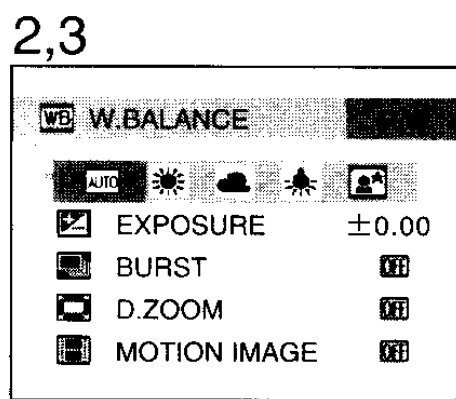 2,3
WB W.BALANCE
AUTO
EXPOSURE ±0.00
BURST OFF
D.ZOOM OFF
MOTION IMAGE OFF